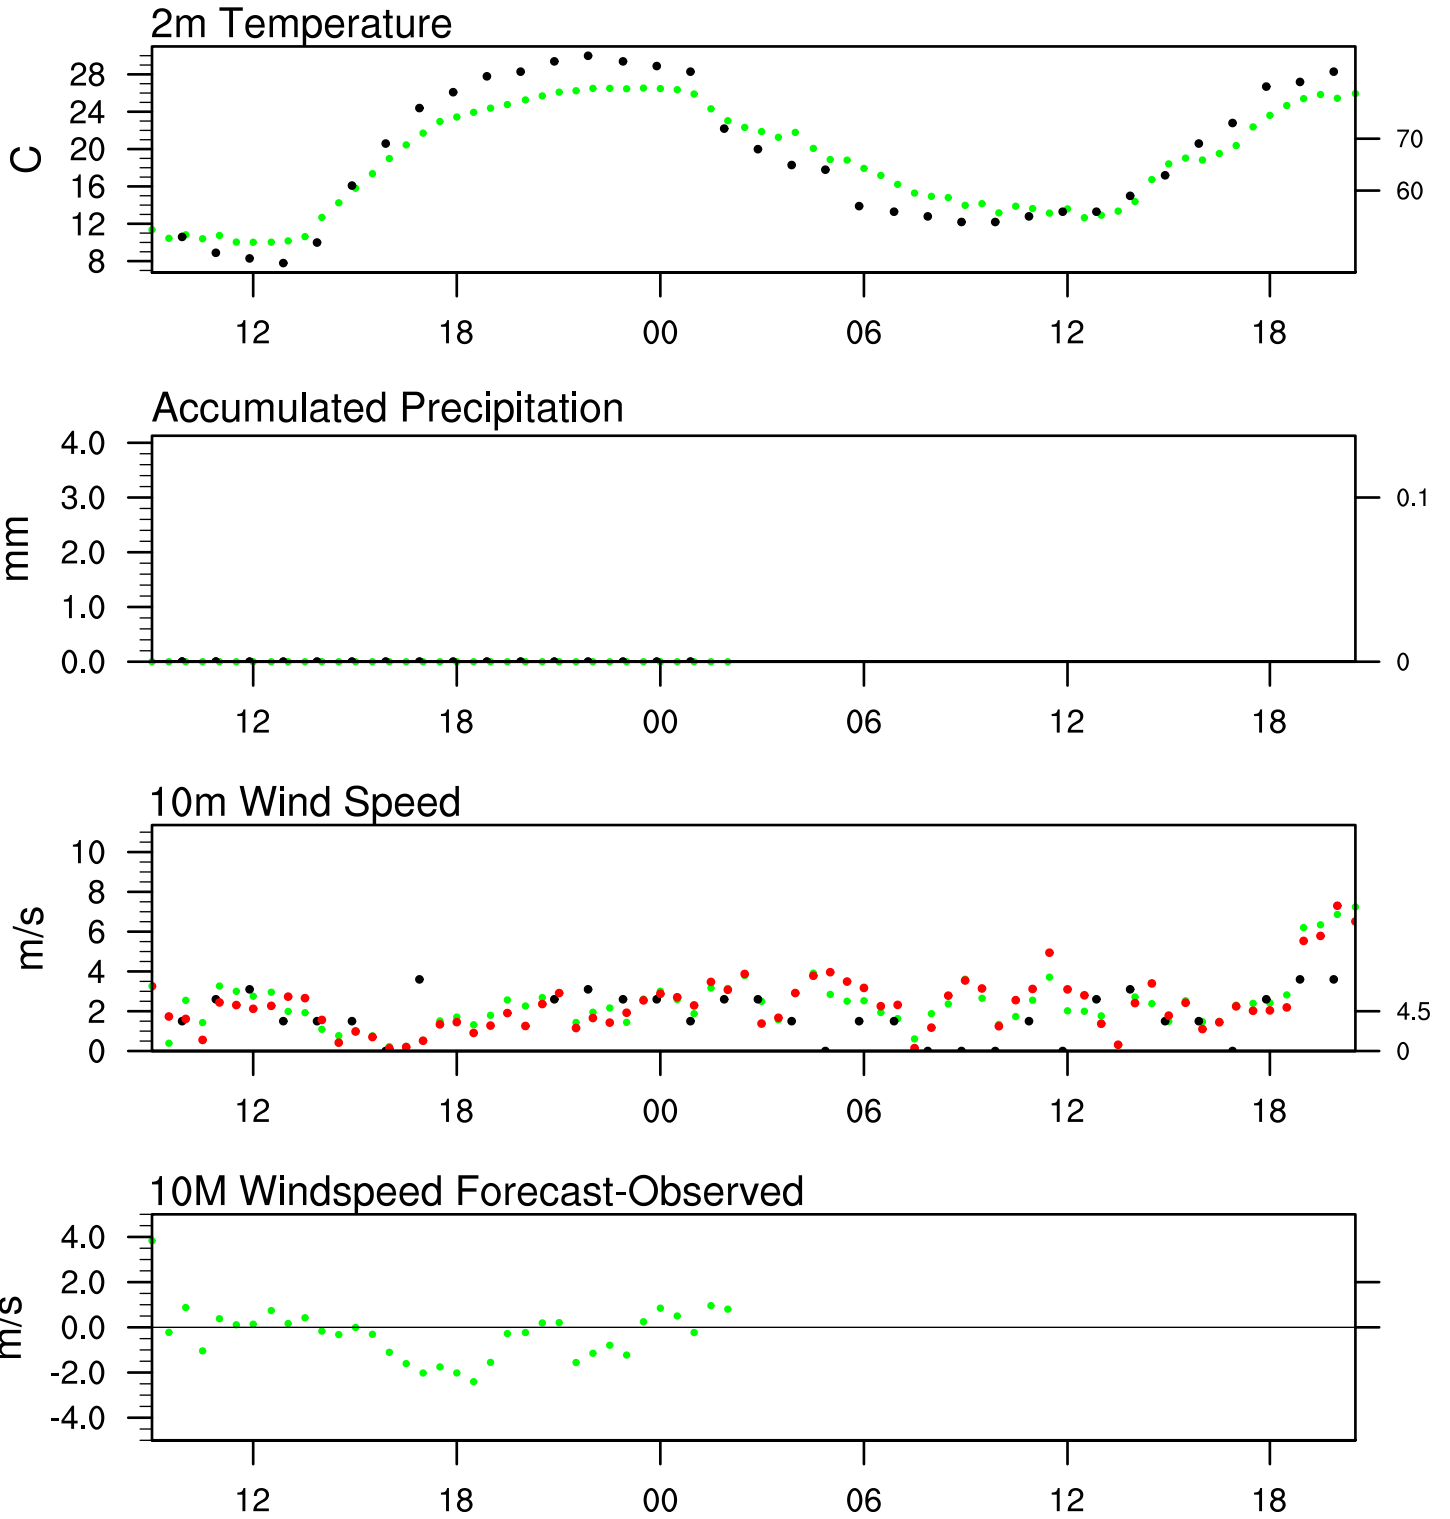 2m Temperature
C
28
24
20
16
12
8
70
60
12 18 00 06 12 18
Accumulated Precipitation
mm
4.0
3.0
2.0
1.0
0.0
0.1
0
12 18 00 06 12 18
10m Wind Speed
m/s
10
8
6
4
2
0
4.5
0
12 18 00 06 12 18
10M Windspeed Forecast-Observed
m/s
4.0
2.0
0.0
-2.0
-4.0
12 18 00 06 12 18